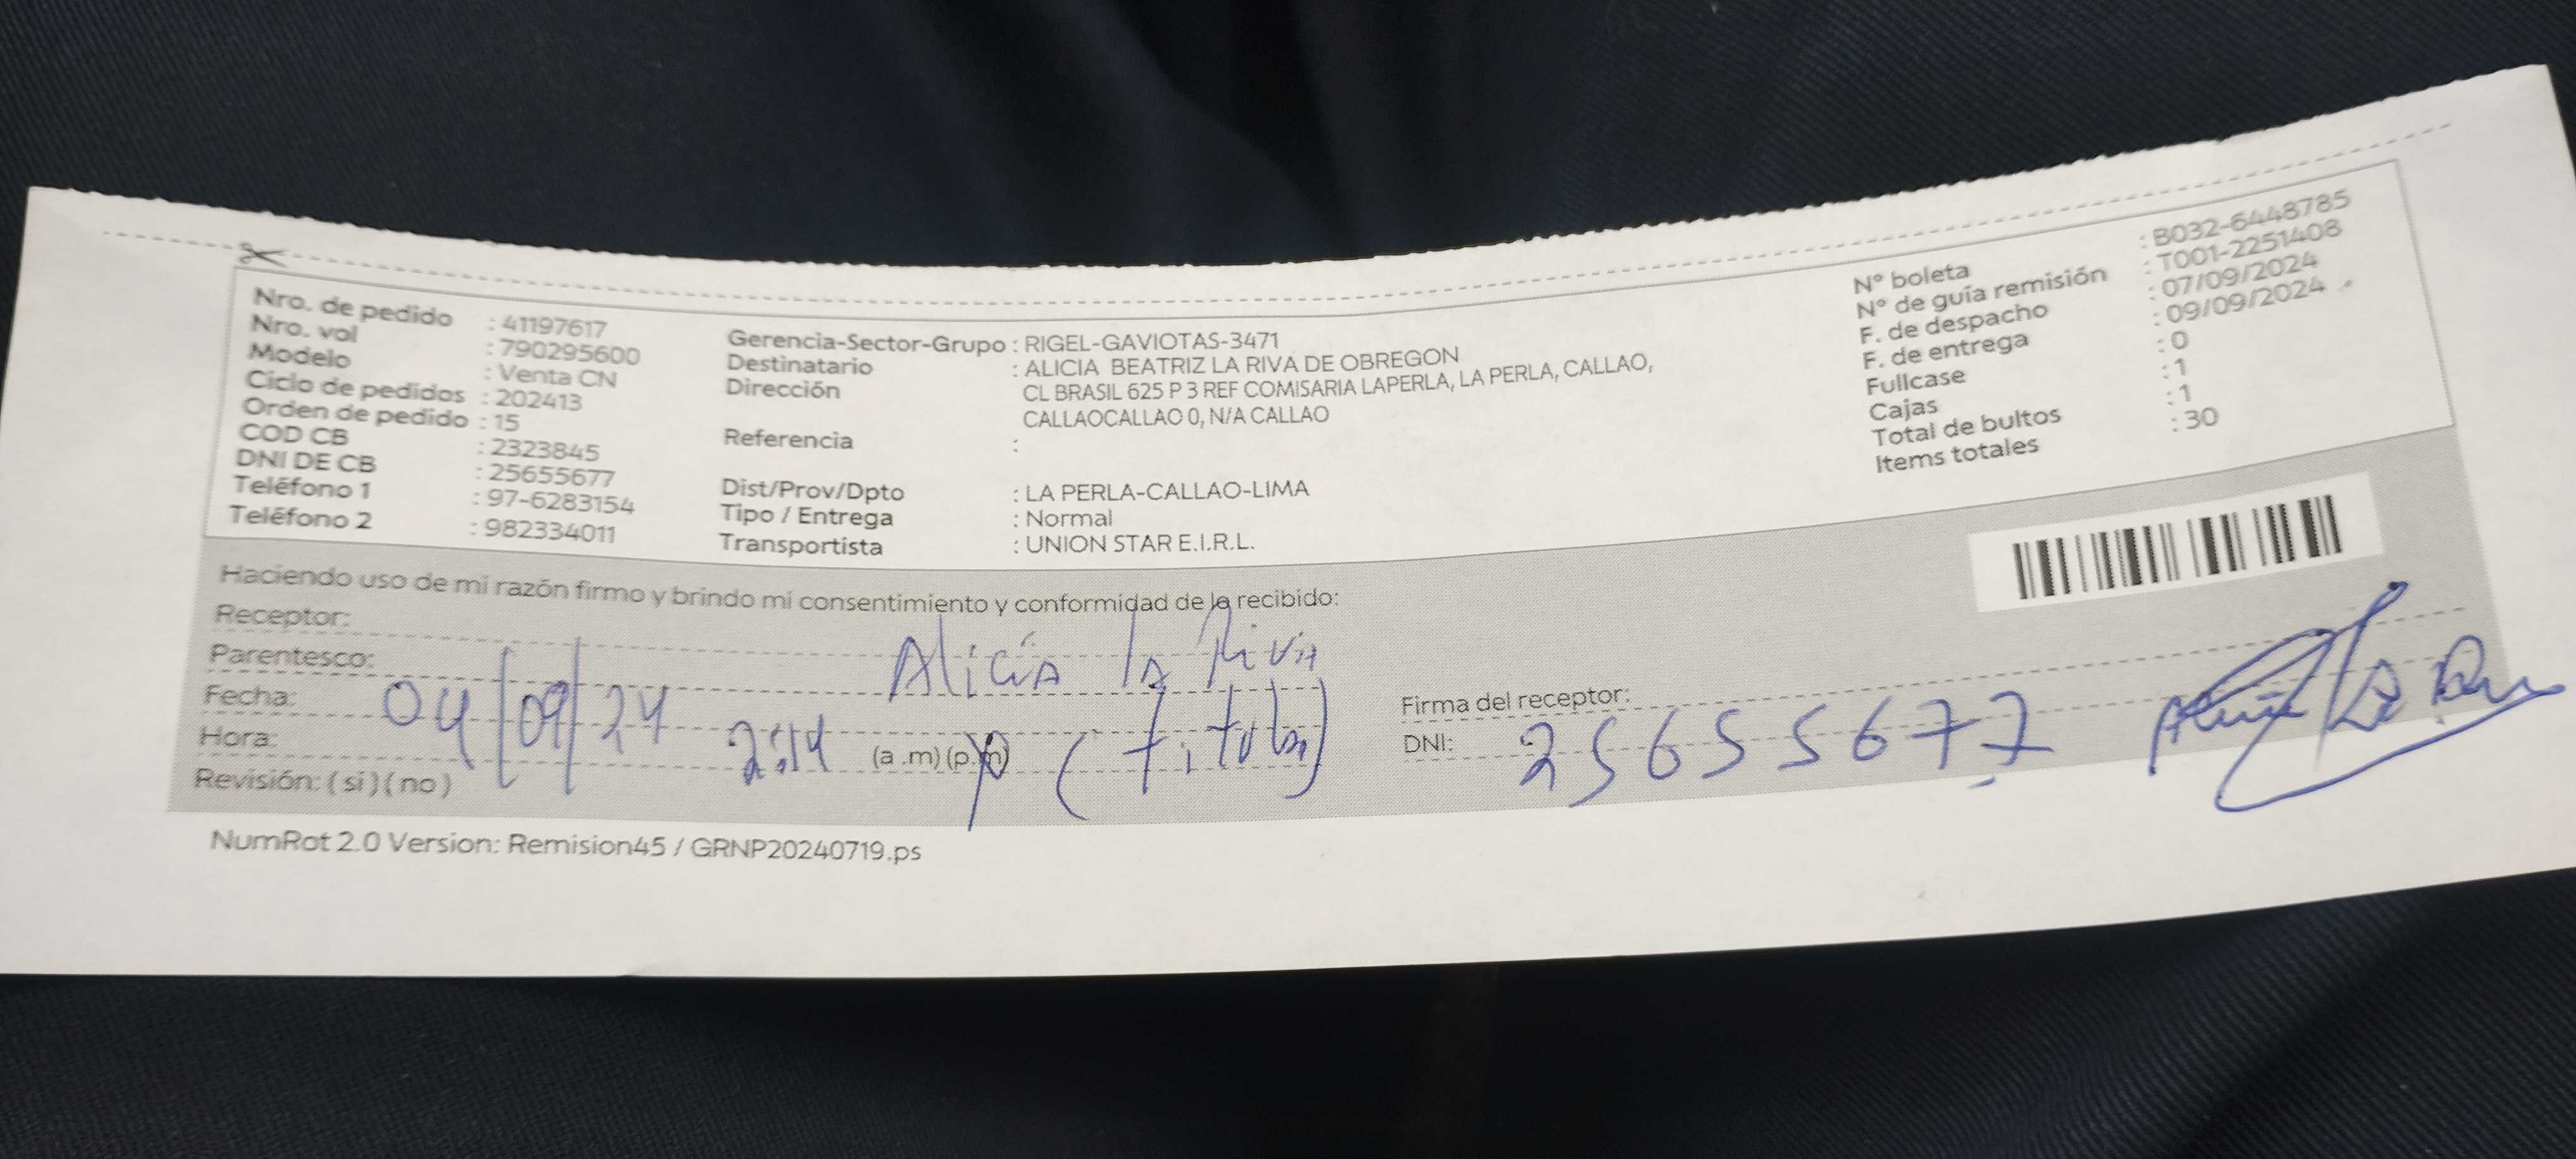 Nro. de pedido : 41197617
Nro. vol : 790295600
Modelo : Venta CN
Ciclo de pedidos : 202413
Orden de pedido : 15
COD CB : 2323845
DNI DE CB : 25655677
Teléfono 1 : 97-6283154
Teléfono 2 : 982334011
Gerencia-Sector-Grupo : RIGEL-GAVIOTAS-3471
Destinatario : ALICIA BEATRIZ LA RIVA DE OBREGON
Dirección CL BRASIL 625 P 3 REF COMISARIA LAPERLA, LA PERLA, CALLAO,
CALLAOCALLAO 0, N/A CALLAO
Referencia :
Dist/Prov/Dpto : LA PERLA-CALLAO-LIMA
Tipo / Entrega : Normal
Transportista : UNION STAR E.I.R.L.
N° boleta : B032-6448785
N° de guía remisión : T001-2251408
F. de despacho : 07/09/2024
F. de entrega : 09/09/2024
Fullcase : 0
Cajas : 1
Total de bultos : 1
Items totales : 30
Haciendo uso de mi razón firmo y brindo mi consentimiento y conformidad de lo recibido:
Receptor: Alicia la Riva
Parentesco: (titular)
Fecha: 04/09/24
Hora: 2:14 (a .m) (p.m)
Revisión: ( si ) ( no )
Firma del receptor:
DNI: 25655677
NumRot 2.0 Version: Remision45 / GRNP20240719.ps